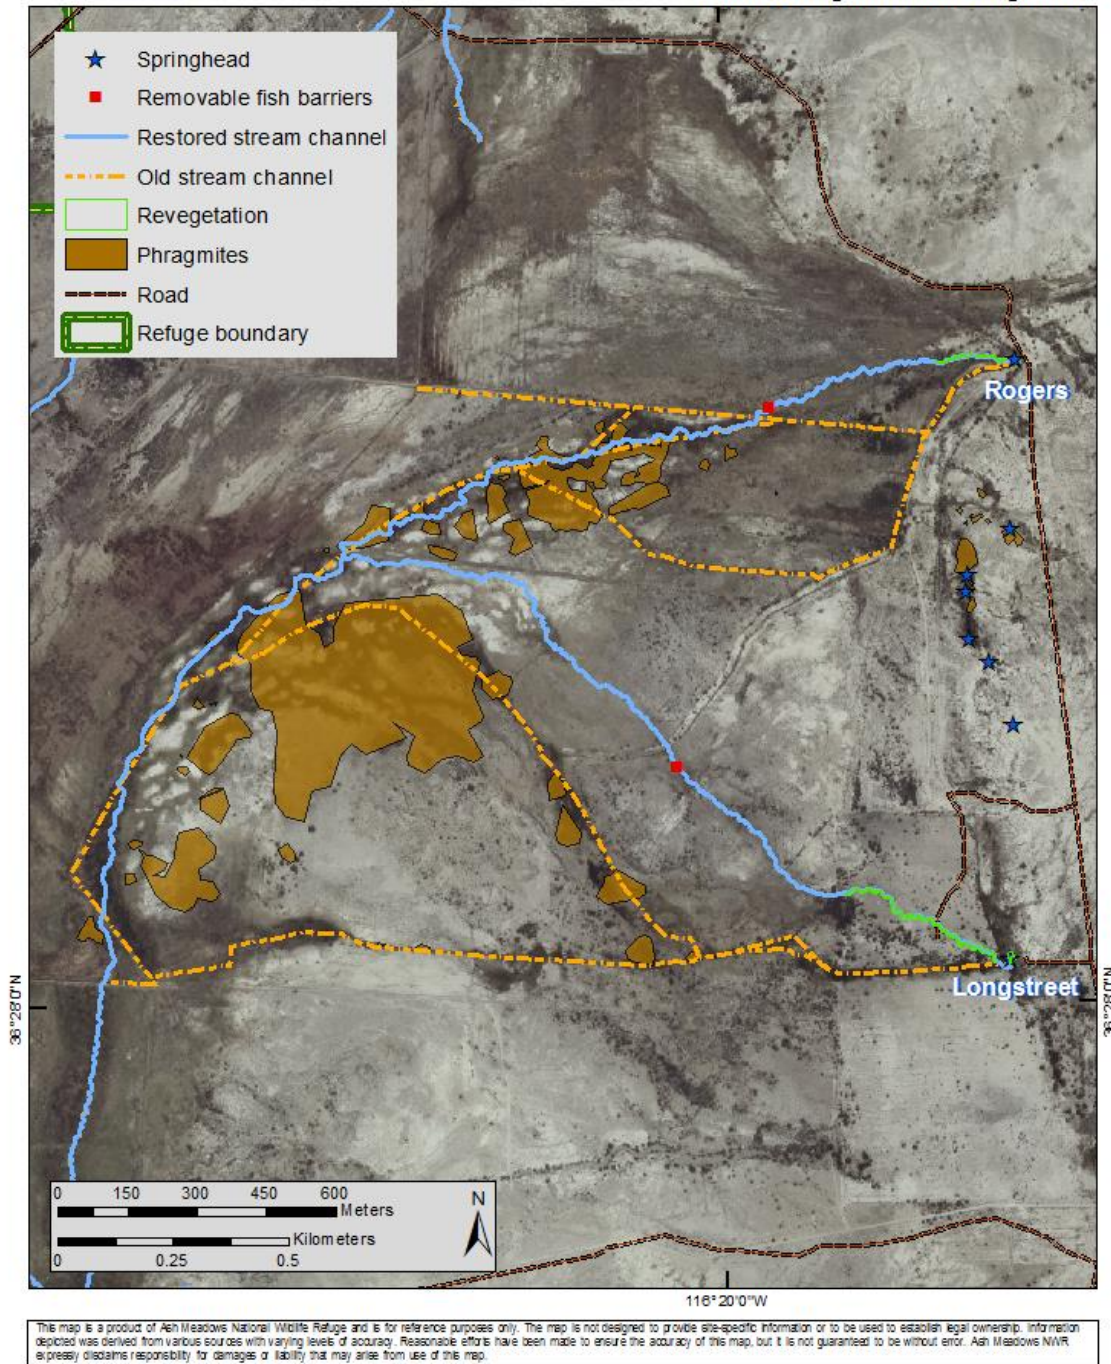 Springhead
Removable fish barriers
Restored stream channel
Old stream channel
Revegetation
Phragmites
Road
Refuge boundary
Rogers
Longstreet
36°28'0"N
36°28'0"N
0 150 300 450 600
Meters
N
Kilometers
0 0.25 0.5
116°20'0"W
This map is a product of Ash Meadows National Wildlife Refuge and is for reference purposes only. The map is not designed to provide site-specific information or to be used to establish legal ownership. Information
depicted was derived from various sources with varying levels of accuracy. Reasonable efforts have been made to ensure the accuracy of this map, but it is not guaranteed to be without error. Ash Meadows NWR
expressly disclaims responsibility for damages or liability that may arise from use of this map.